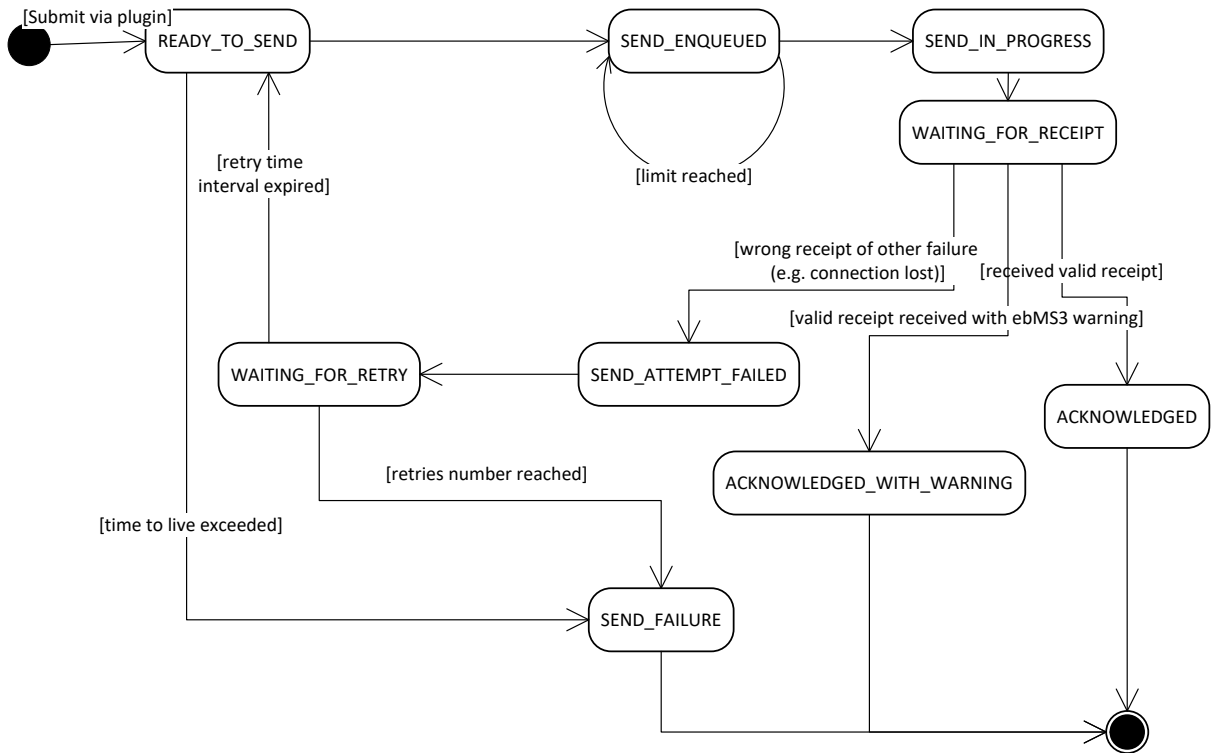 [Submit via plugin]
READY_TO_SEND
SEND_ENQUEUED
SEND_IN_PROGRESS
WAITING_FOR_RECEIPT
[retry time
interval expired]
[limit reached]
[wrong receipt of other failure
(e.g. connection lost)]
[received valid receipt]
[valid receipt received with ebMS3 warning]
WAITING_FOR_RETRY
SEND_ATTEMPT_FAILED
ACKNOWLEDGED
[retries number reached]
ACKNOWLEDGED_WITH_WARNING
[time to live exceeded]
SEND_FAILURE